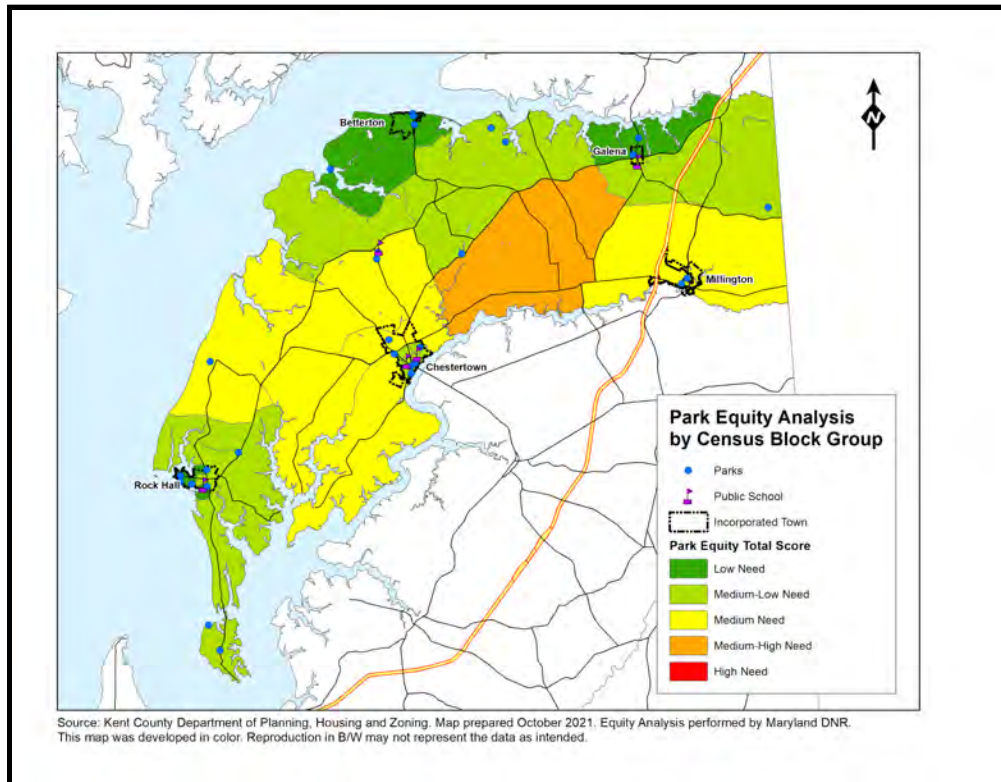 Betterton
Galena
Millington
Chestertown
Rock Hall
N
Park Equity Analysis
by Census Block Group
Parks
Public School
Incorporated Town
Park Equity Total Score
Low Need
Medium-Low Need
Medium Need
Medium-High Need
High Need
Source: Kent County Department of Planning, Housing and Zoning. Map prepared October 2021. Equity Analysis performed by Maryland DNR.
This map was developed in color. Reproduction in B/W may not represent the data as intended.